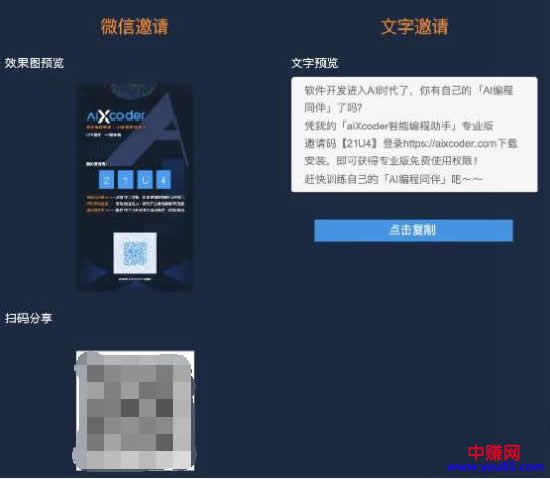 微信邀请
文字邀请
效果图预览
文字预览
软件开发进入AI时代了，你有自己的「AI编程
同伴」了吗?
凭我的「aiXcoder智能编程助手」专业版
邀请码【21U4】登录https://aixcoder.com下载
安装，即可获得专业版免费使用权限！
赶快训练自己的「AI编程同伴」吧～～
点击复制
aiXcoder
2 1 U 4
扫码分享
中赚网